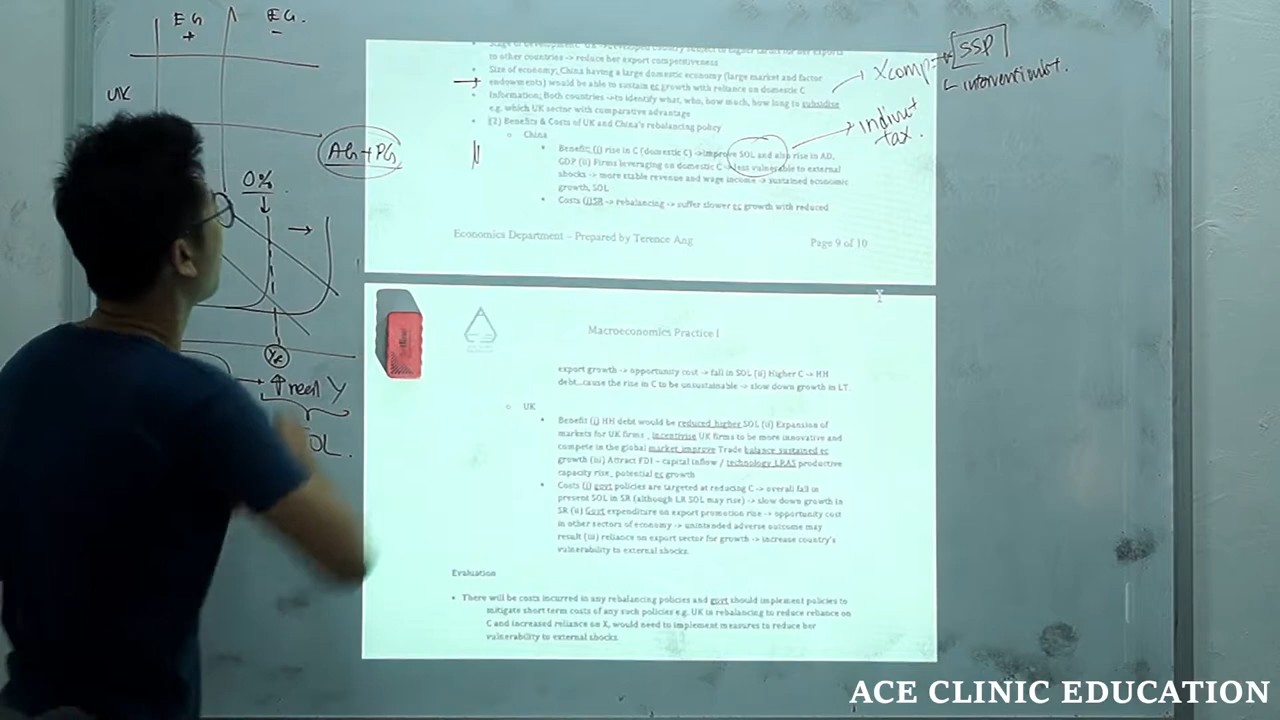 EG
+
EG.
-
UK
AG+PG
0%
Yf
↑real Y
OL.
Xcomp
SSP
interventionist.
indirect
tax.
to other countries -> reduce her export competitiveness
Size of economy; China having a large domestic economy (large market and factor
endowments) would be able to sustain ec growth with reliance on domestic C
Information; Both countries ->to identify what, who, how much, how long to subsidise
e.g. which UK sector with comparative advantage
(2) Benefits & Costs of UK and China's rebalancing policy
China
Benefit; (i) rise in C (domestic C) ->improve SOL and also rise in AD,
GDP (ii) Firms leveraging on domestic C->less vulnerable to external
shocks -> more stable revenue and wage income -> sustained economic
growth, SOL
Costs (i)SR -> rebalancing -> suffer slower ec growth with reduced
Economics Department – Prepared by Terence Ang
Page 9 of 10
Macroeconomics Practice I
export growth -> opportunity cost -> fall in SOL (ii) Higher C -> HH
debt..cause the rise in C to be unsustainable -> slow down growth in LT.
UK
Benefit (i) HH debt would be reduced higher SOL (ii) Expansion of
markets for UK firms , incentivise UK firms to be more innovative and
compete in the global market improve Trade balance sustained ec
growth (iii) Attract FDI – capital inflow / technology LRAS productive
capacity rise, potential ec growth
Costs (i) govt policies are targeted at reducing C -> overall fall in
present SOL in SR (although LR SOL may rise) -> slow down growth in
SR (ii) Govt expenditure on export promotion rise -> opportunity cost
in other sectors of economy -> unintended adverse outcome may
result (iii) reliance on export sector for growth -> increase country's
vulnerability to external shocks.
Evaluation
There will be costs incurred in any rebalancing policies and govt should implement policies to
mitigate short term costs of any such policies e.g. UK in rebalancing to reduce reliance on
C and increased reliance on X, would need to implement measures to reduce her
vulnerability to external shocks.
ACE CLINIC EDUCATION